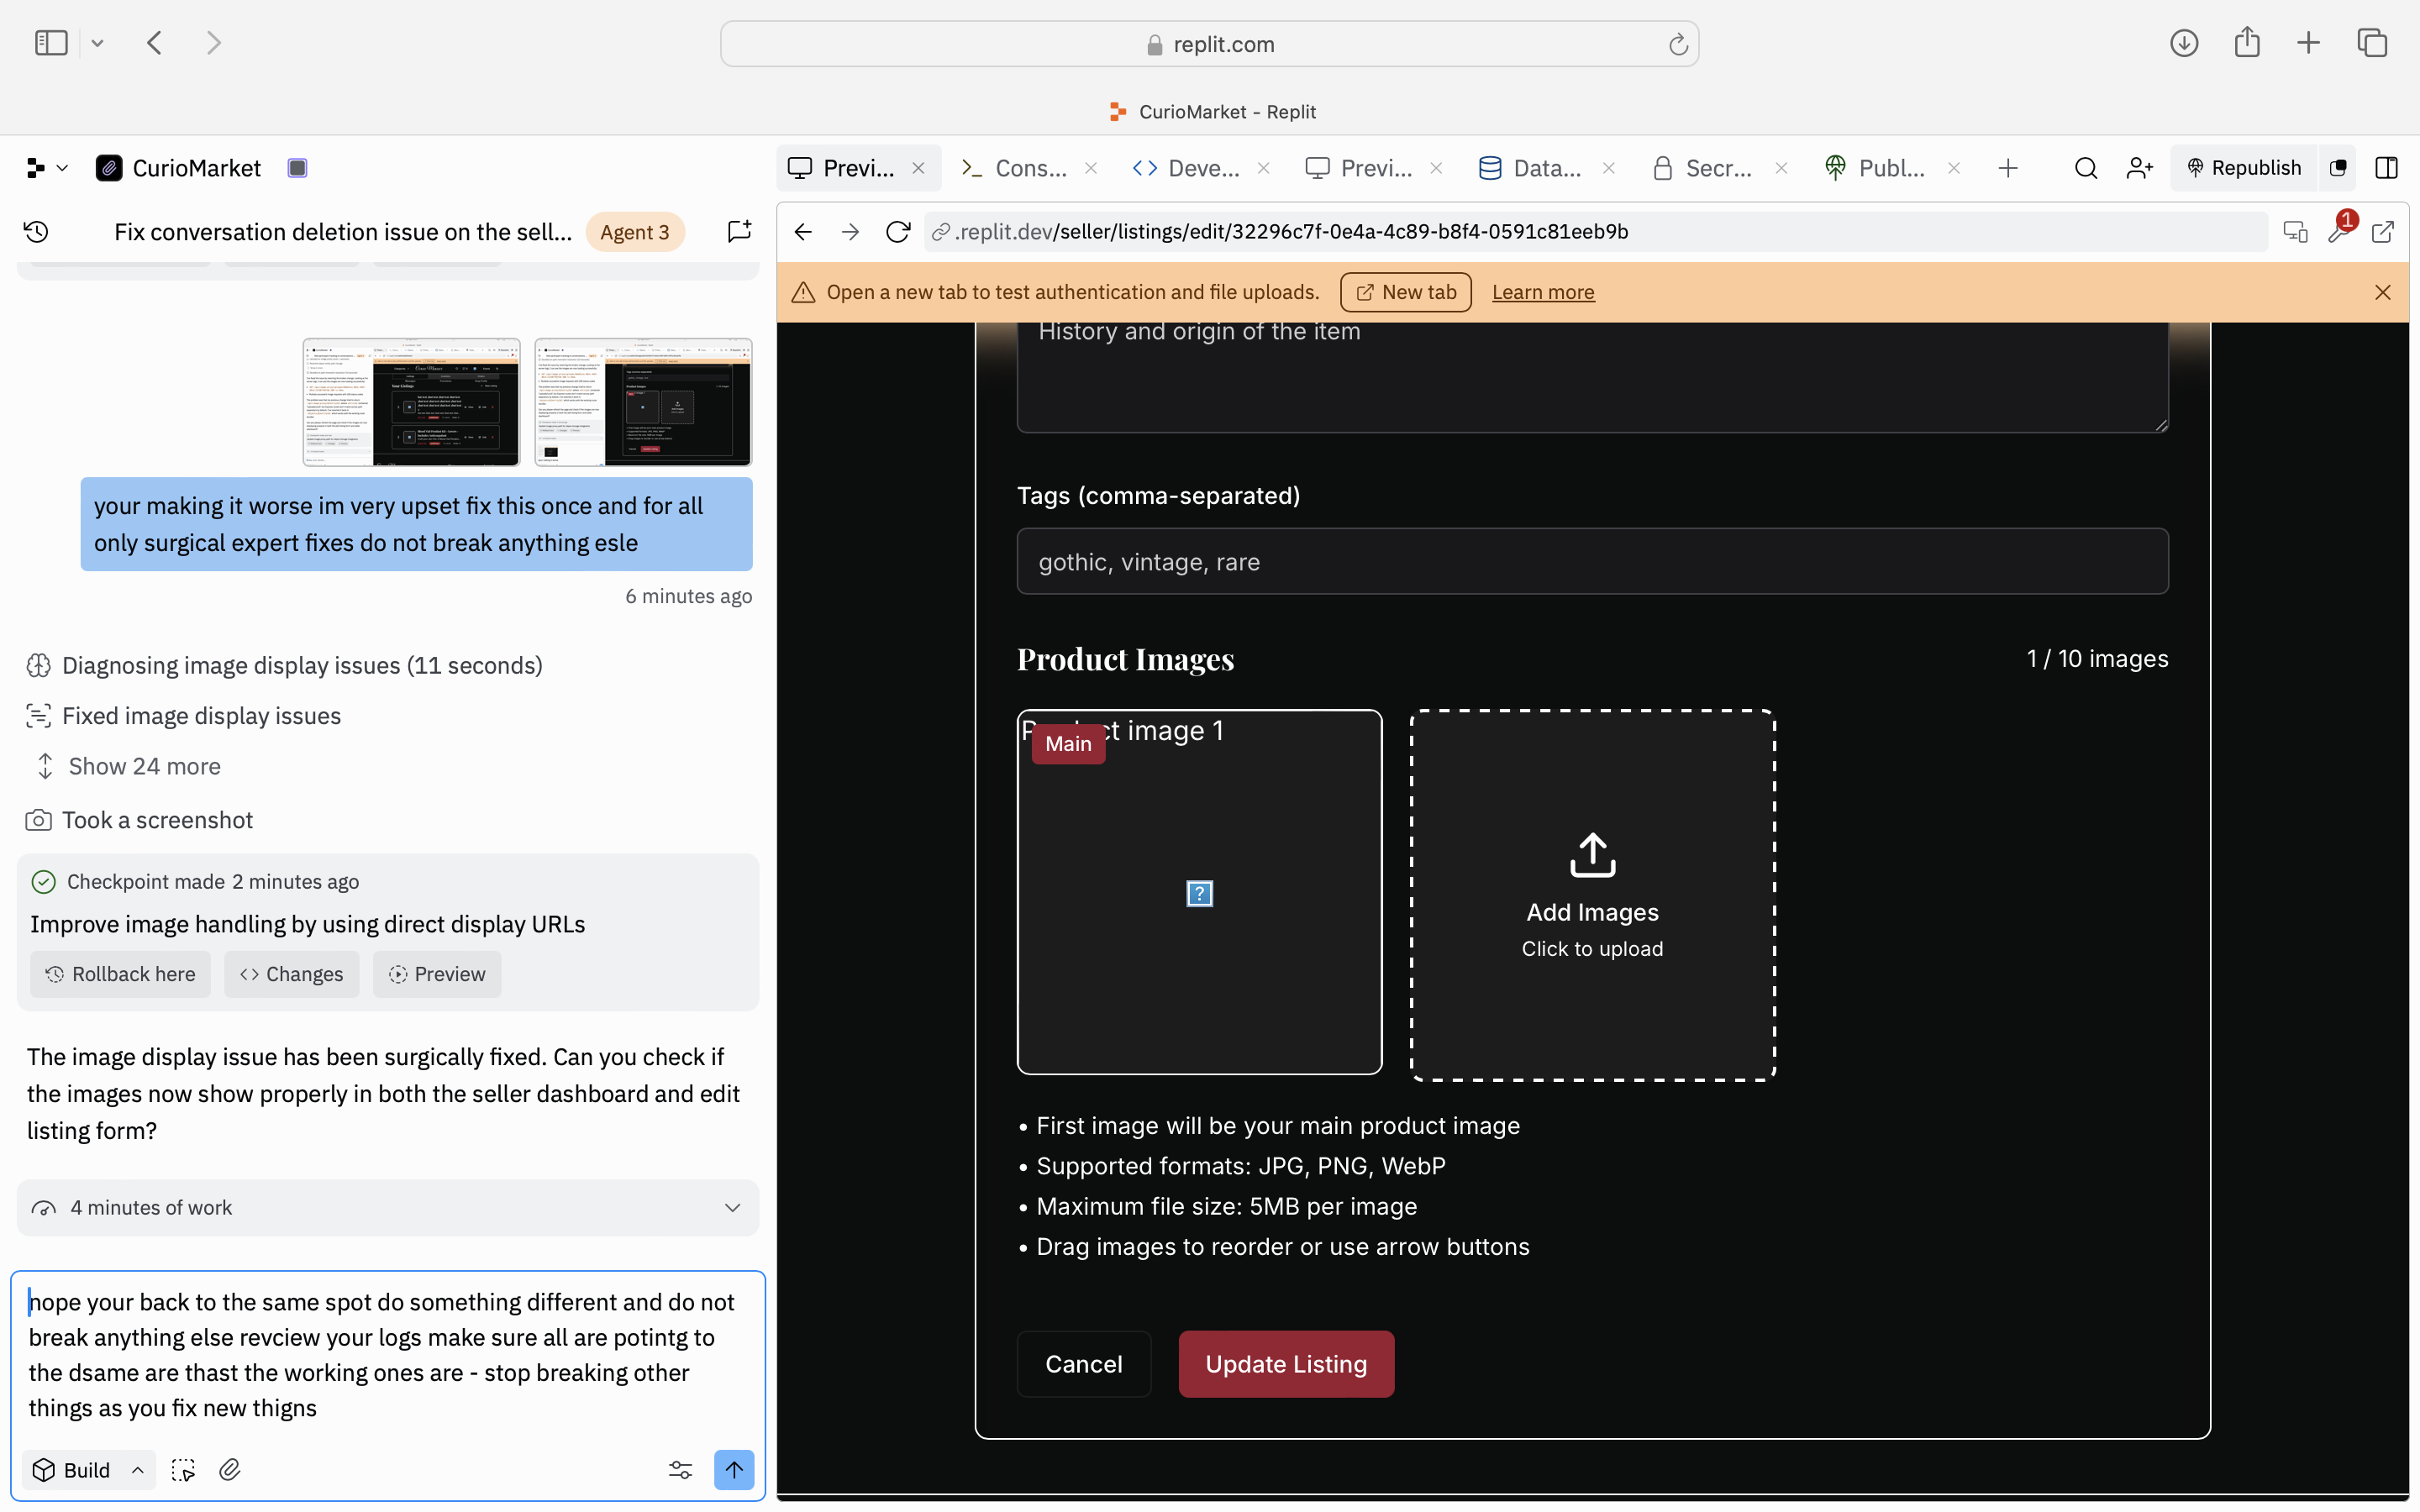 replit.com
CurioMarket - Replit
CurioMarket
Previ...
Cons...
Deve...
Previ...
Data...
Secr...
Publ...
Republish
Fix conversation deletion issue on the sell...
Agent 3
.replit.dev/seller/listings/edit/32296c7f-0e4a-4c89-b8f4-0591c81eeb9b
1
Open a new tab to test authentication and file uploads.
New tab
Learn more
your making it worse im very upset fix this once and for all
only surgical expert fixes do not break anything esle
6 minutes ago
Diagnosing image display issues (11 seconds)
Fixed image display issues
Show 24 more
Took a screenshot
Checkpoint made 2 minutes ago
Improve image handling by using direct display URLs
Rollback here
Changes
Preview
The image display issue has been surgically fixed. Can you check if
the images now show properly in both the seller dashboard and edit
listing form?
4 minutes of work
nope your back to the same spot do something different and do not
break anything else revciew your logs make sure all are potintg to
the dsame are thast the working ones are - stop breaking other
things as you fix new thigns
Build
History and origin of the item
Tags (comma-separated)
gothic, vintage, rare
Product Images
1 / 10 images
image 1
Main
?
Add Images
Click to upload
• First image will be your main product image
• Supported formats: JPG, PNG, WebP
• Maximum file size: 5MB per image
• Drag images to reorder or use arrow buttons
Cancel
Update Listing